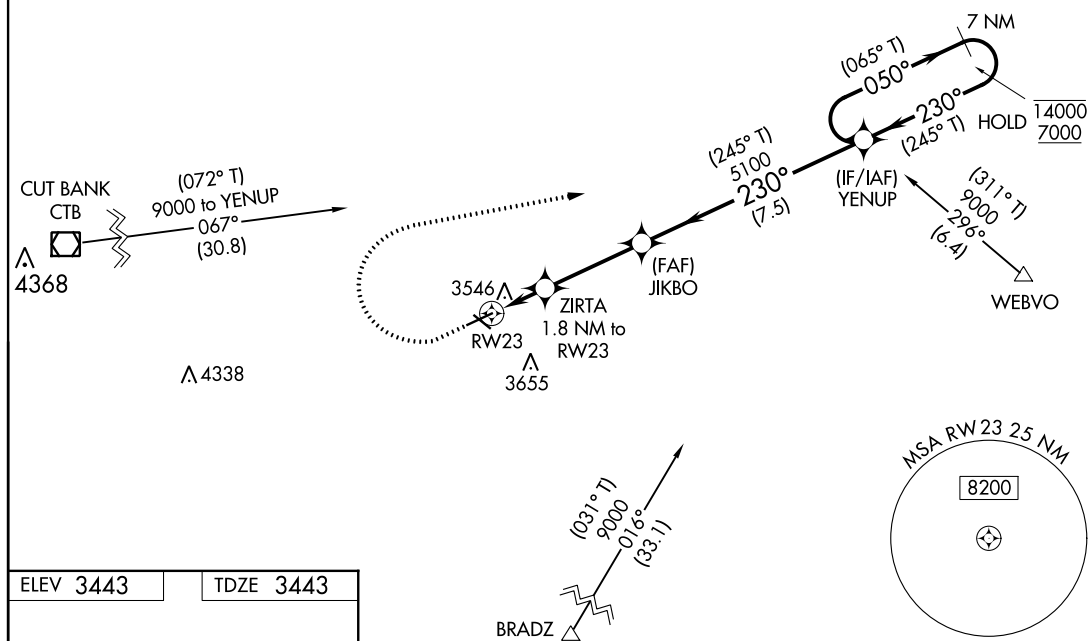 7 NM
(065° T)
050°
230°
(245° T)
HOLD
14000
7000
(IF/IAF)
YENUP
(245° T)
5100
230°
(7.5)
(311° T)
9000
296°
(6.4)
WEBVO
CUT BANK
CTB
(072° T)
9000 to YENUP
067°
(30.8)
4368
(FAF)
JIKBO
3546
ZIRTA
1.8 NM to
RW23
RW23
3655
4338
MSA RW 23 25 NM
8200
(031° T)
9000
016°
(33.1)
BRADZ
ELEV 3443
TDZE 3443